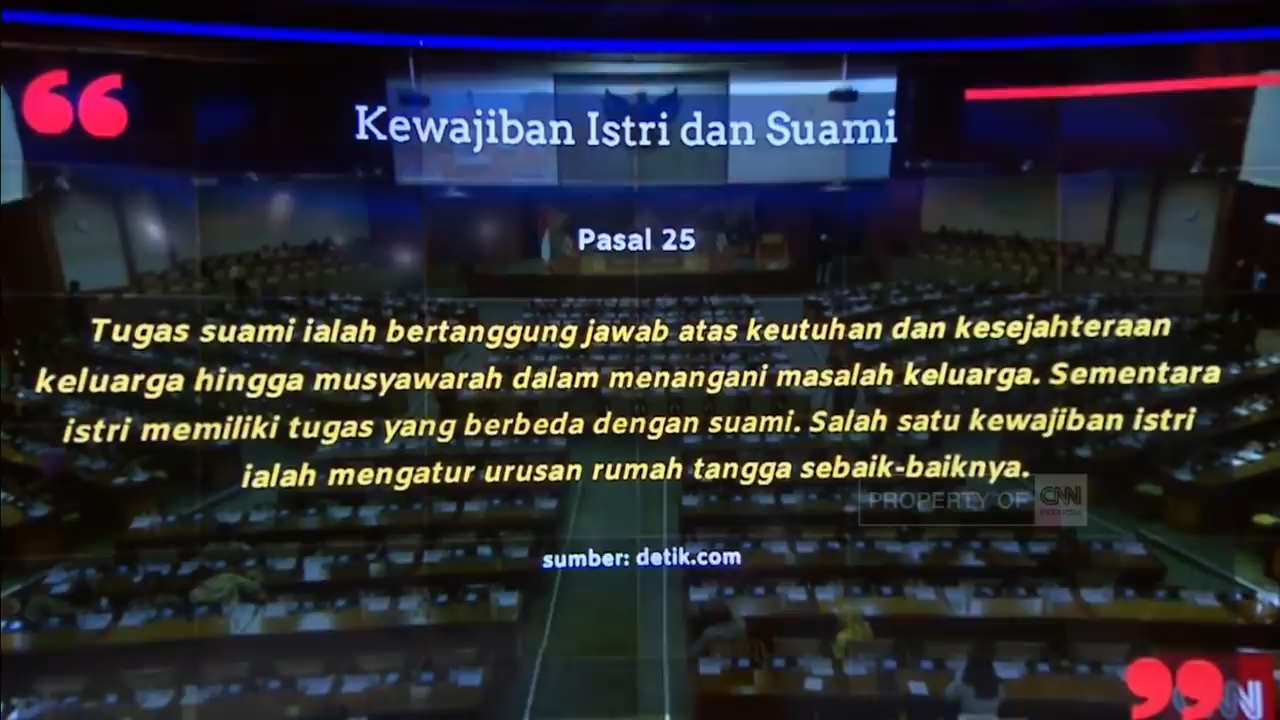 Kewajiban Istri dan Suami
Pasal 25
Tugas suami ialah bertanggung jawab atas keutuhan dan kesejahteraan
keluarga hingga musyawarah dalam menangani masalah keluarga. Sementara
istri memiliki tugas yang berbeda dengan suami. Salah satu kewajiban istri
ialah mengatur urusan rumah tangga sebaik-baiknya.
PROPERTY OF CNN
Indonesia
sumber: detik.com